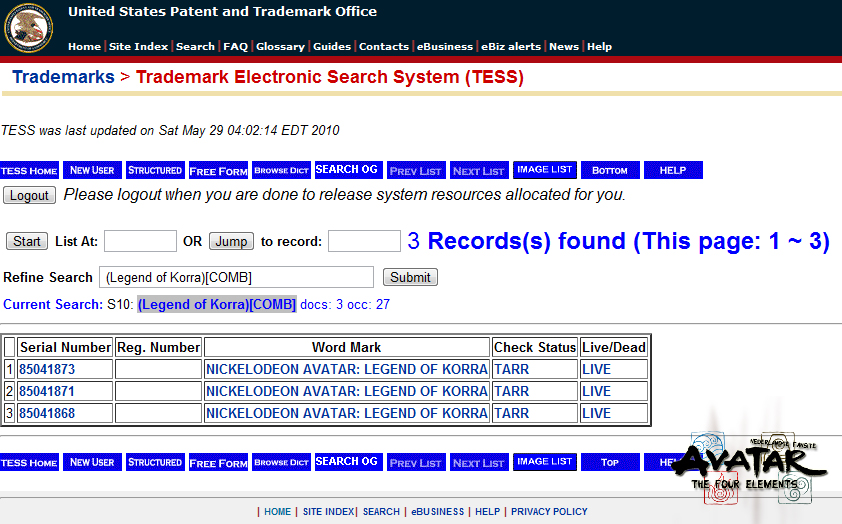 United States Patent and Trademark Office
Home | Site Index | Search | FAQ | Glossary | Guides | Contacts | eBusiness | eBiz alerts | News | Help
Trademarks > Trademark Electronic Search System (TESS)
TESS was last updated on Sat May 29 04:02:14 EDT 2010
TESS HOME NEW USER STRUCTURED FREE FORM BROWSE DICT SEARCH OG PREV LIST NEXT LIST IMAGE LIST BOTTOM HELP
Logout Please logout when you are done to release system resources allocated for you.
Start List At: OR Jump to record: 3 Records(s) found (This page: 1 ~ 3)
Refine Search (Legend of Korra)[COMB] Submit
Current Search: S10: (Legend of Korra)[COMB] docs: 3 occ: 27
Serial Number Reg. Number Word Mark Check Status Live/Dead
1 85041873 NICKELODEON AVATAR: LEGEND OF KORRA TARR LIVE
2 85041871 NICKELODEON AVATAR: LEGEND OF KORRA TARR LIVE
3 85041868 NICKELODEON AVATAR: LEGEND OF KORRA TARR LIVE
TESS HOME NEW USER STRUCTURED FREE FORM BROWSE DICT SEARCH OG PREV LIST NEXT LIST IMAGE LIST TOP HELP
NEDERLANDSE FANSITE
AVATAR
THE FOUR ELEMENTS
| HOME | SITE INDEX | SEARCH | eBUSINESS | HELP | PRIVACY POLICY